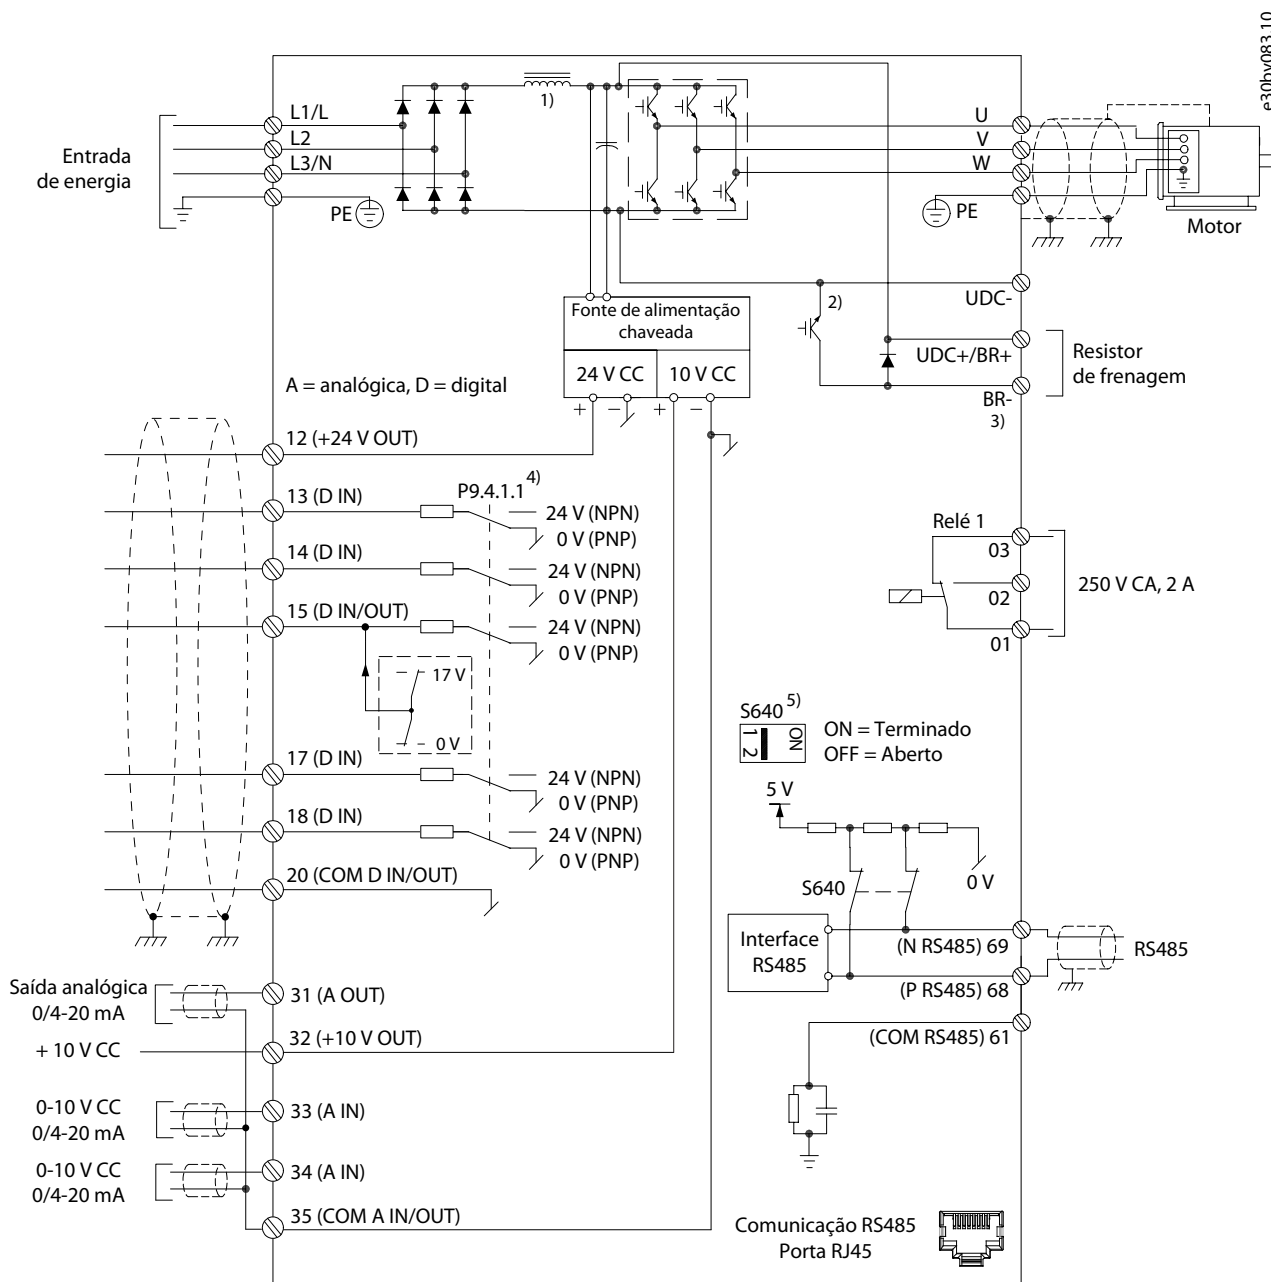 e30bv083.10
1)
L1/L
L2
L3/N
PE
Entrada
de energia
U
V
W
PE
Motor
Fonte de alimentação
chaveada
24 V CC
10 V CC
+
−
+
−
2)
UDC-
UDC+/BR+
BR-
3)
Resistor
de frenagem
A = analógica, D = digital
12 (+24 V OUT)
13 (D IN)
P9.4.1.1 4)
24 V (NPN)
0 V (PNP)
14 (D IN)
24 V (NPN)
0 V (PNP)
15 (D IN/OUT)
24 V (NPN)
0 V (PNP)
17 V
0 V
17 (D IN)
24 V (NPN)
0 V (PNP)
18 (D IN)
24 V (NPN)
0 V (PNP)
20 (COM D IN/OUT)
Relé 1
03
02
01
250 V CA, 2 A
S640 5)
1 2
ON
ON = Terminado
OFF = Aberto
5 V
0 V
S640
Interface
RS485
(N RS485) 69
(P RS485) 68
RS485
(COM RS485) 61
Saída analógica
0/4-20 mA
31 (A OUT)
+ 10 V CC
32 (+10 V OUT)
0-10 V CC
0/4-20 mA
33 (A IN)
0-10 V CC
0/4-20 mA
34 (A IN)
35 (COM A IN/OUT)
Comunicação RS485
Porta RJ45